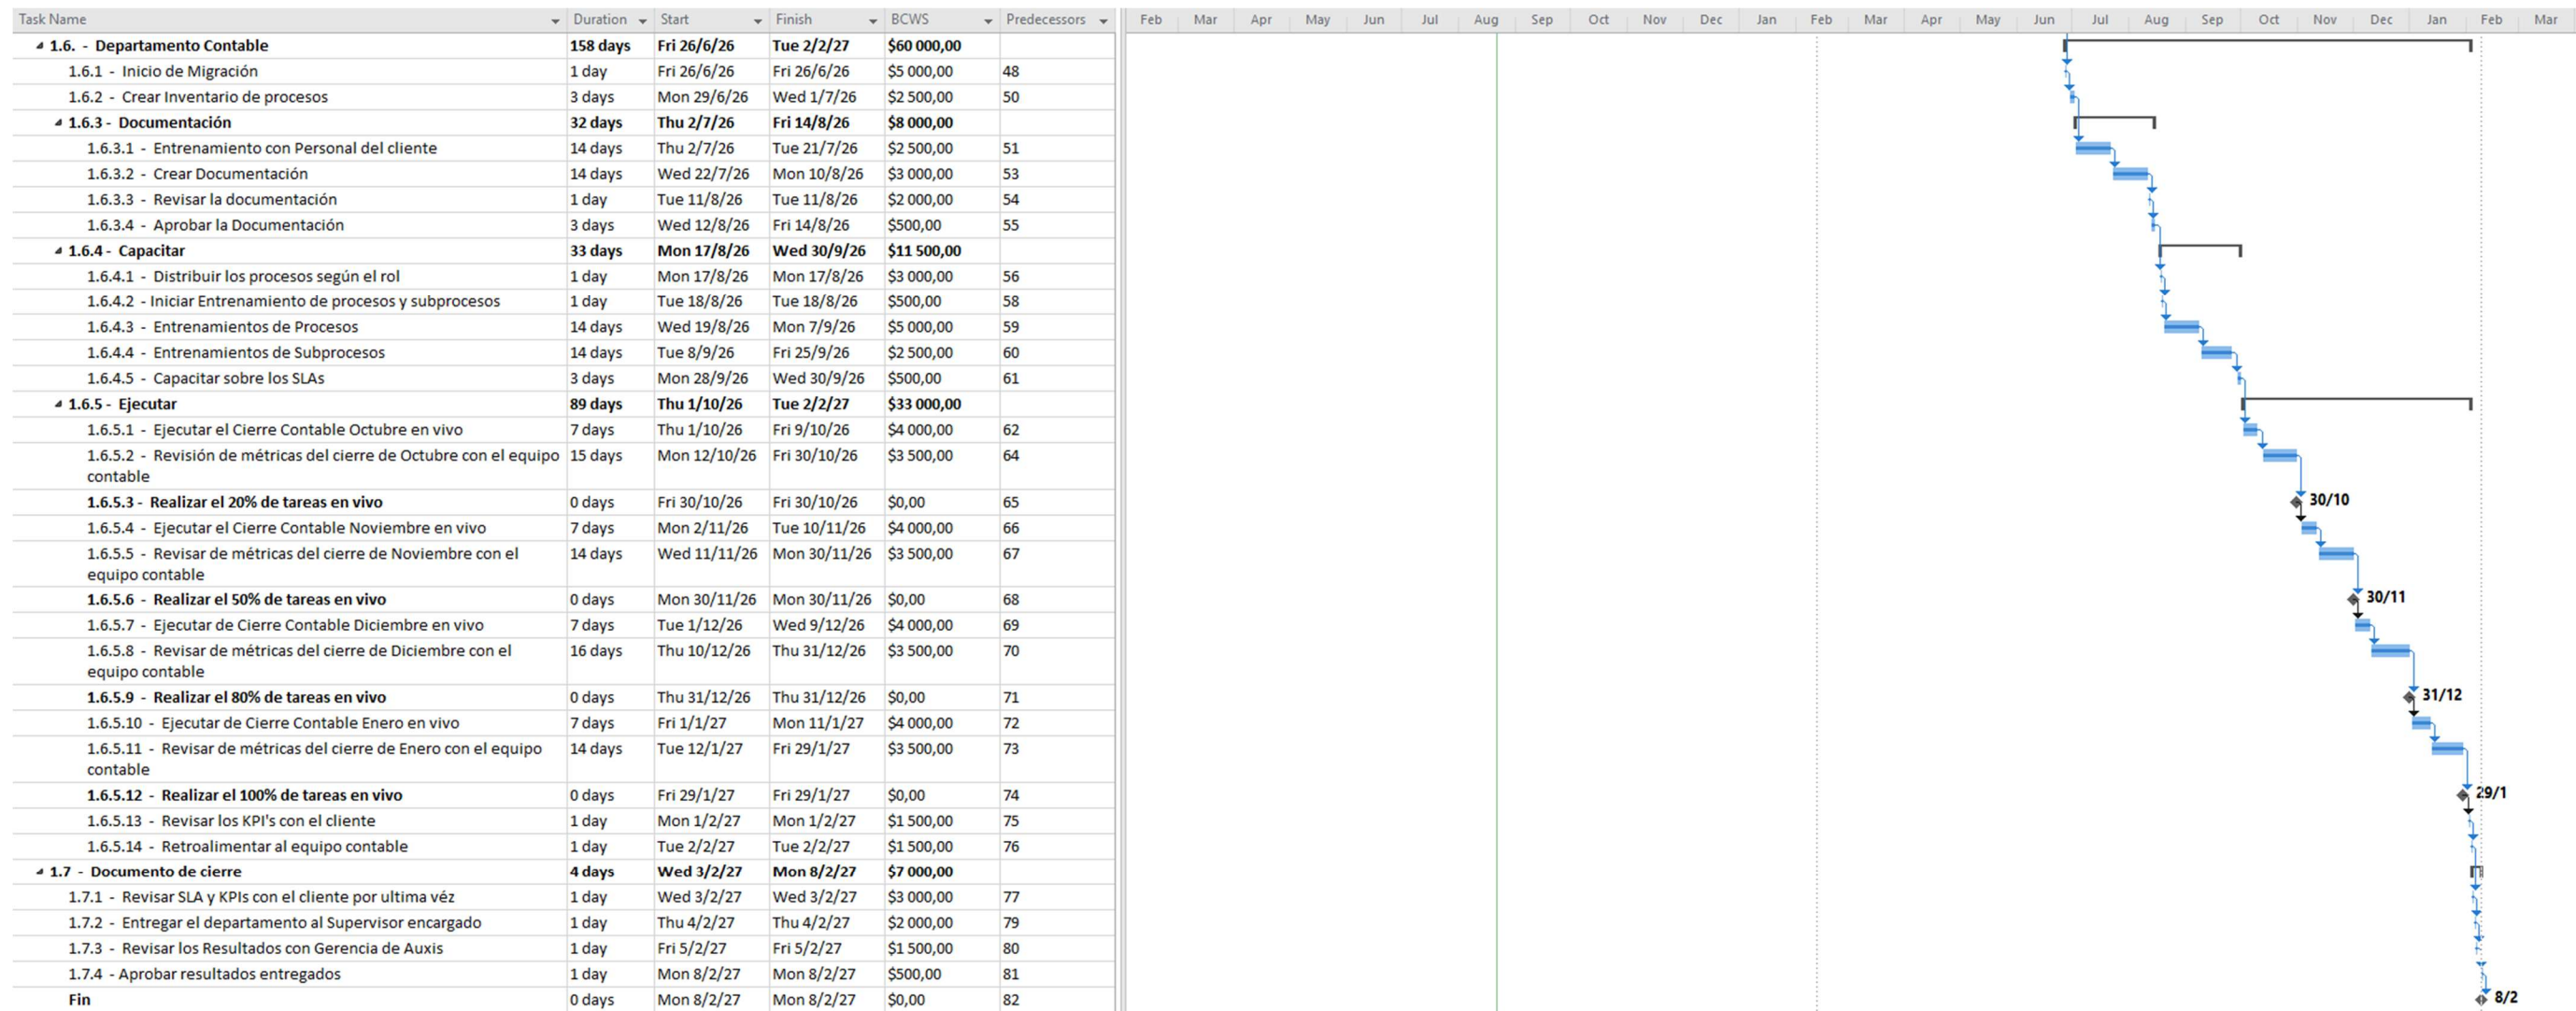 Task Name Duration Start Finish BCWS Predecessors Feb Mar Apr May Jun Jul Aug Sep Oct Nov Dec Jan Feb Mar Apr May Jun Jul Aug Sep Oct Nov Dec Jan Feb Mar
1.6. - Departamento Contable 158 days Fri 26/6/26 Tue 2/2/27 $60 000,00
1.6.1 - Inicio de Migración 1 day Fri 26/6/26 Fri 26/6/26 $5 000,00 48
1.6.2 - Crear Inventario de procesos 3 days Mon 29/6/26 Wed 1/7/26 $2 500,00 50
1.6.3 - Documentación 32 days Thu 2/7/26 Fri 14/8/26 $8 000,00
1.6.3.1 - Entrenamiento con Personal del cliente 14 days Thu 2/7/26 Tue 21/7/26 $2 500,00 51
1.6.3.2 - Crear Documentación 14 days Wed 22/7/26 Mon 10/8/26 $3 000,00 53
1.6.3.3 - Revisar la documentación 1 day Tue 11/8/26 Tue 11/8/26 $2 000,00 54
1.6.3.4 - Aprobar la Documentación 3 days Wed 12/8/26 Fri 14/8/26 $500,00 55
1.6.4 - Capacitar 33 days Mon 17/8/26 Wed 30/9/26 $11 500,00
1.6.4.1 - Distribuir los procesos según el rol 1 day Mon 17/8/26 Mon 17/8/26 $3 000,00 56
1.6.4.2 - Iniciar Entrenamiento de procesos y subprocesos 1 day Tue 18/8/26 Tue 18/8/26 $500,00 58
1.6.4.3 - Entrenamientos de Procesos 14 days Wed 19/8/26 Mon 7/9/26 $5 000,00 59
1.6.4.4 - Entrenamientos de Subprocesos 14 days Tue 8/9/26 Fri 25/9/26 $2 500,00 60
1.6.4.5 - Capacitar sobre los SLAs 3 days Mon 28/9/26 Wed 30/9/26 $500,00 61
1.6.5 - Ejecutar 89 days Thu 1/10/26 Tue 2/2/27 $33 000,00
1.6.5.1 - Ejecutar el Cierre Contable Octubre en vivo 7 days Thu 1/10/26 Fri 9/10/26 $4 000,00 62
1.6.5.2 - Revisión de métricas del cierre de Octubre con el equipo 15 days Mon 12/10/26 Fri 30/10/26 $3 500,00 64
contable
1.6.5.3 - Realizar el 20% de tareas en vivo 0 days Fri 30/10/26 Fri 30/10/26 $0,00 65 30/10
1.6.5.4 - Ejecutar el Cierre Contable Noviembre en vivo 7 days Mon 2/11/26 Tue 10/11/26 $4 000,00 66
1.6.5.5 - Revisar de métricas del cierre de Noviembre con el 14 days Wed 11/11/26 Mon 30/11/26 $3 500,00 67
equipo contable
1.6.5.6 - Realizar el 50% de tareas en vivo 0 days Mon 30/11/26 Mon 30/11/26 $0,00 68 30/11
1.6.5.7 - Ejecutar de Cierre Contable Diciembre en vivo 7 days Tue 1/12/26 Wed 9/12/26 $4 000,00 69
1.6.5.8 - Revisar de métricas del cierre de Diciembre con el 16 days Thu 10/12/26 Thu 31/12/26 $3 500,00 70
equipo contable
1.6.5.9 - Realizar el 80% de tareas en vivo 0 days Thu 31/12/26 Thu 31/12/26 $0,00 71 31/12
1.6.5.10 - Ejecutar de Cierre Contable Enero en vivo 7 days Fri 1/1/27 Mon 11/1/27 $4 000,00 72
1.6.5.11 - Revisar de métricas del cierre de Enero con el equipo 14 days Tue 12/1/27 Fri 29/1/27 $3 500,00 73
contable
1.6.5.12 - Realizar el 100% de tareas en vivo 0 days Fri 29/1/27 Fri 29/1/27 $0,00 74 29/1
1.6.5.13 - Revisar los KPI's con el cliente 1 day Mon 1/2/27 Mon 1/2/27 $1 500,00 75
1.6.5.14 - Retroalimentar al equipo contable 1 day Tue 2/2/27 Tue 2/2/27 $1 500,00 76
1.7 - Documento de cierre 4 days Wed 3/2/27 Mon 8/2/27 $7 000,00
1.7.1 - Revisar SLA y KPIs con el cliente por ultima véz 1 day Wed 3/2/27 Wed 3/2/27 $3 000,00 77
1.7.2 - Entregar el departamento al Supervisor encargado 1 day Thu 4/2/27 Thu 4/2/27 $2 000,00 79
1.7.3 - Revisar los Resultados con Gerencia de Auxis 1 day Fri 5/2/27 Fri 5/2/27 $1 500,00 80
1.7.4 - Aprobar resultados entregados 1 day Mon 8/2/27 Mon 8/2/27 $500,00 81
Fin 0 days Mon 8/2/27 Mon 8/2/27 $0,00 82 8/2